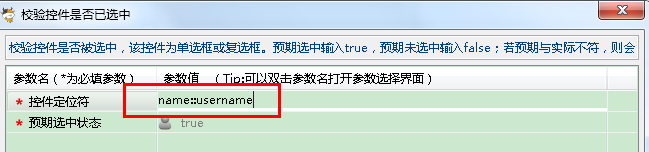 校验控件是否已选中
校验控件是否被选中，该控件为单选框或复选框。预期选中输入true，预期未选中输入false；若预期与实际不符，则会
参数名（*为必填参数） 参数值 （Tip:可以双击参数名打开参数选择界面）
* 控件定位符 name::username
* 预期选中状态 true